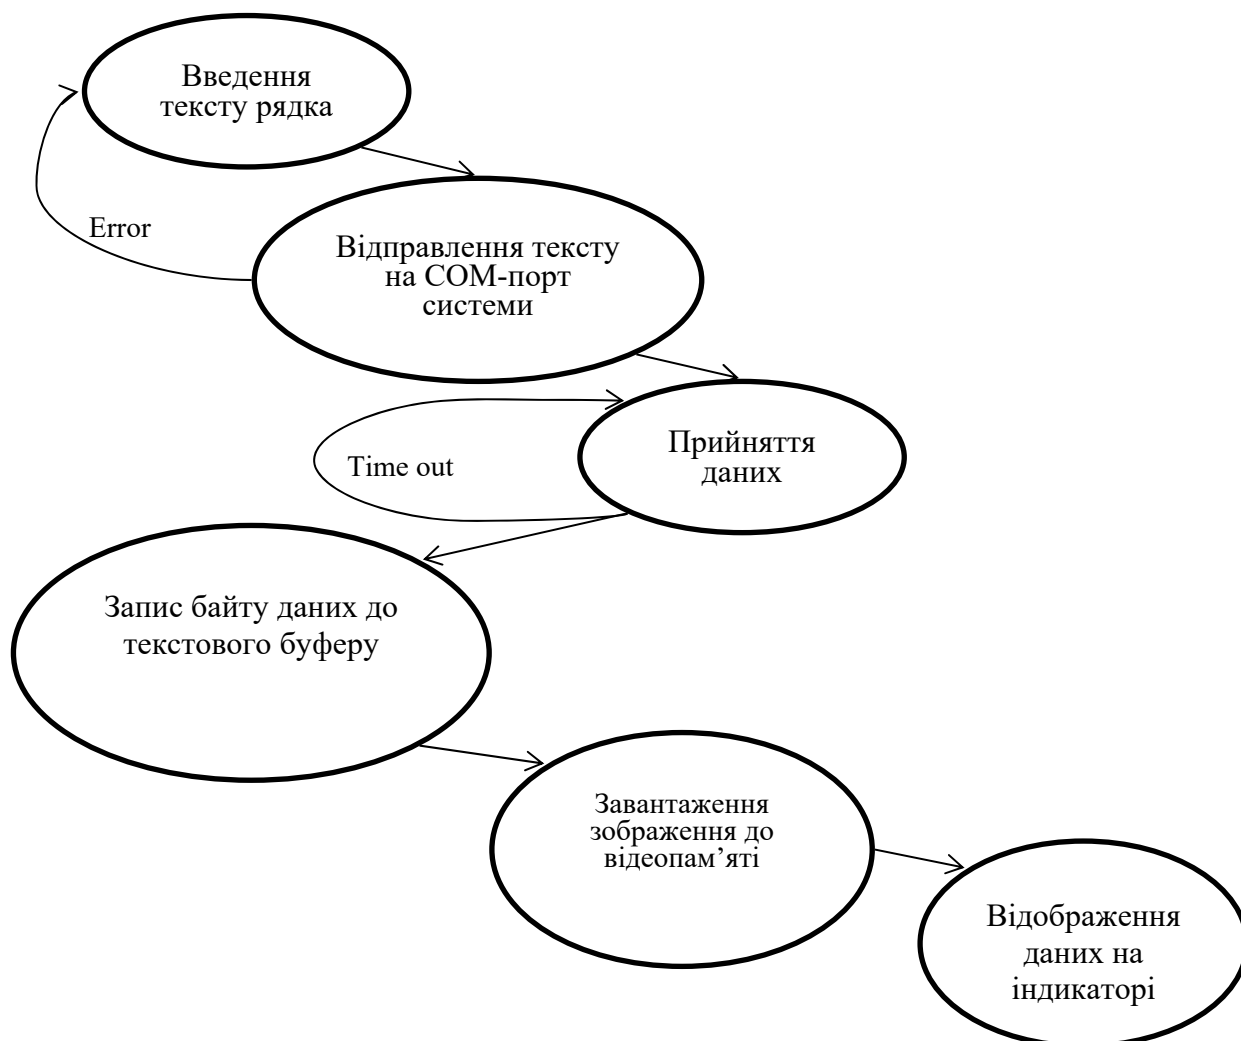 Введення
тексту рядка
Error
Відправлення тексту
на COM-порт
системи
Прийняття
даних
Time out
Запис байту даних до
текстового буферу
Завантаження
зображення до
відеопам’яті
Відображення
даних на
індикаторі